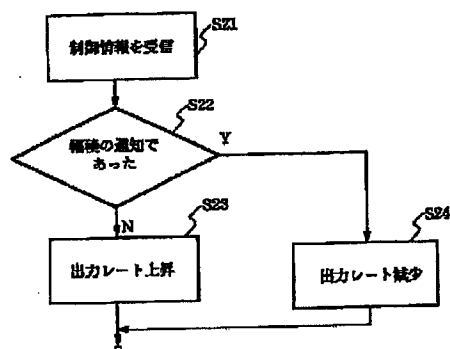 S21
制御情報を受信
S22
輻輳の通知で
あった
Y
N
S23
出力レート上昇
S24
出力レート減少